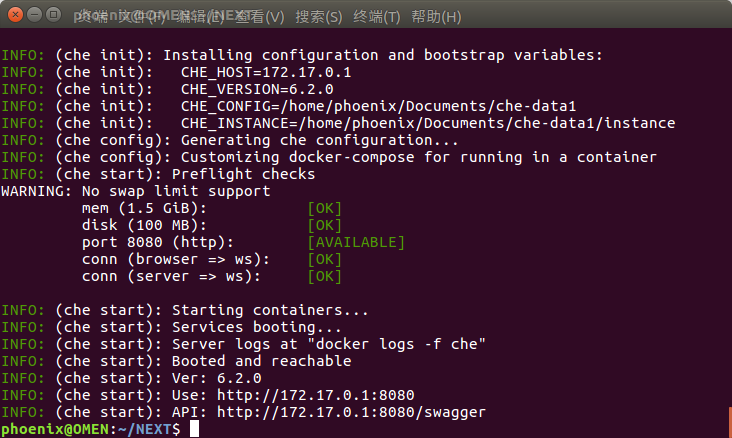 phoenix@OMEN: ~/NEXT
终端 文件(F) 编辑(E) 查看(V) 搜索(S) 终端(T) 帮助(H)
INFO: (che init): Installing configuration and bootstrap variables:
INFO: (che init):   CHE_HOST=172.17.0.1
INFO: (che init):   CHE_VERSION=6.2.0
INFO: (che init):   CHE_CONFIG=/home/phoenix/Documents/che-data1
INFO: (che init):   CHE_INSTANCE=/home/phoenix/Documents/che-data1/instance
INFO: (che config): Generating che configuration...
INFO: (che config): Customizing docker-compose for running in a container
INFO: (che start): Preflight checks
WARNING: No swap limit support
mem (1.5 GiB):           [OK]
disk (100 MB):           [OK]
port 8080 (http):        [AVAILABLE]
conn (browser => ws):    [OK]
conn (server => ws):     [OK]
INFO: (che start): Starting containers...
INFO: (che start): Services booting...
INFO: (che start): Server logs at "docker logs -f che"
INFO: (che start): Booted and reachable
INFO: (che start): Ver: 6.2.0
INFO: (che start): Use: http://172.17.0.1:8080
INFO: (che start): API: http://172.17.0.1:8080/swagger
phoenix@OMEN:~/NEXT$